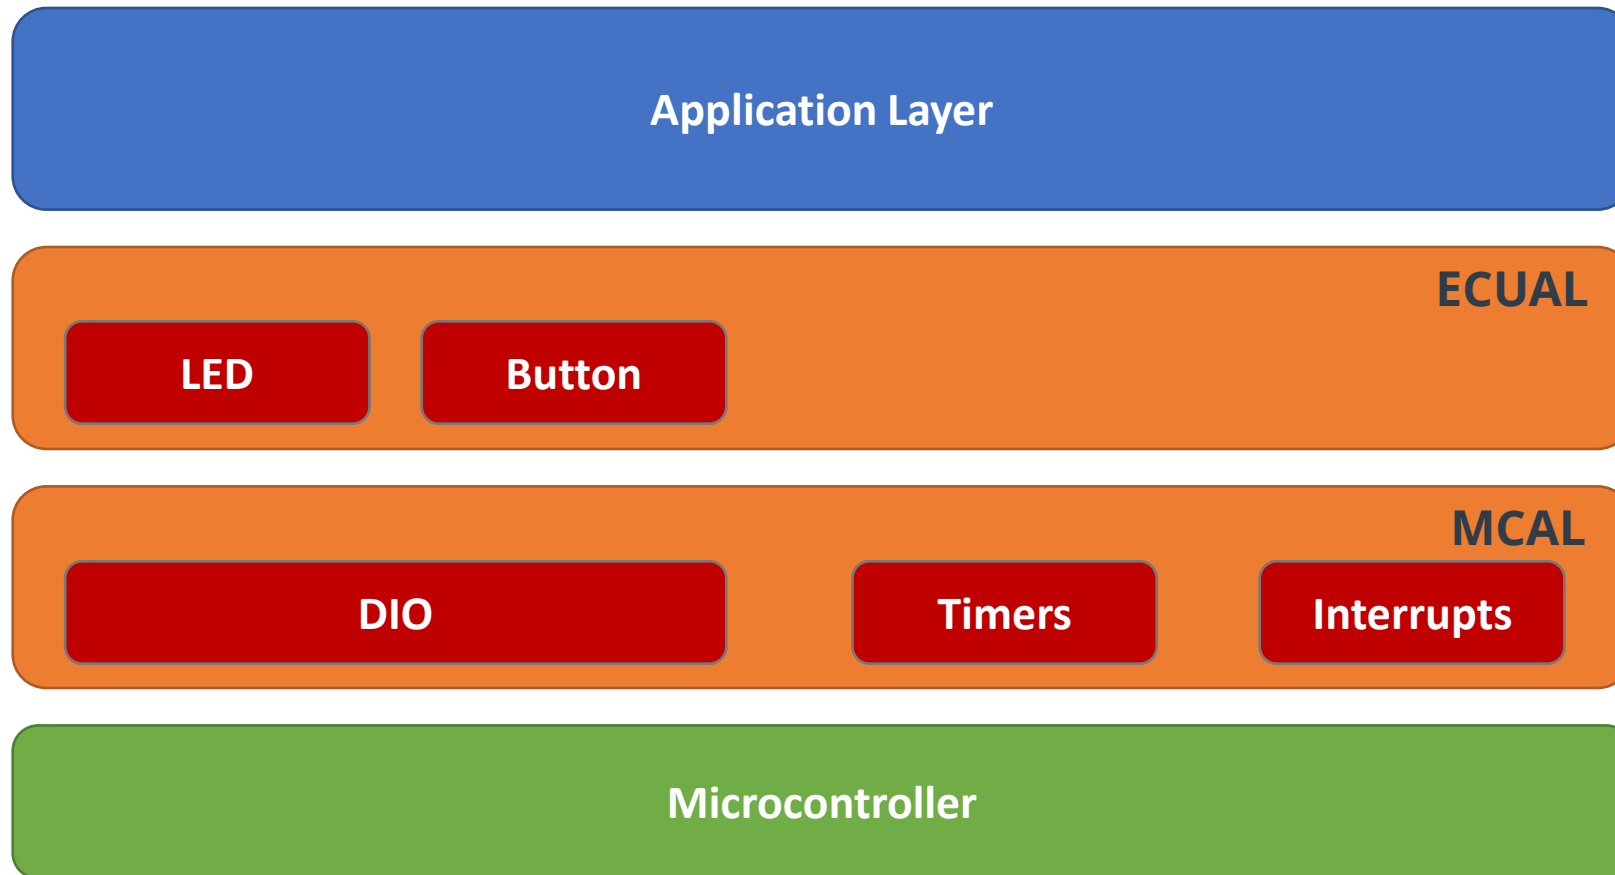 Application Layer
ECUAL
LED
Button
MCAL
DIO
Timers
Interrupts
Microcontroller